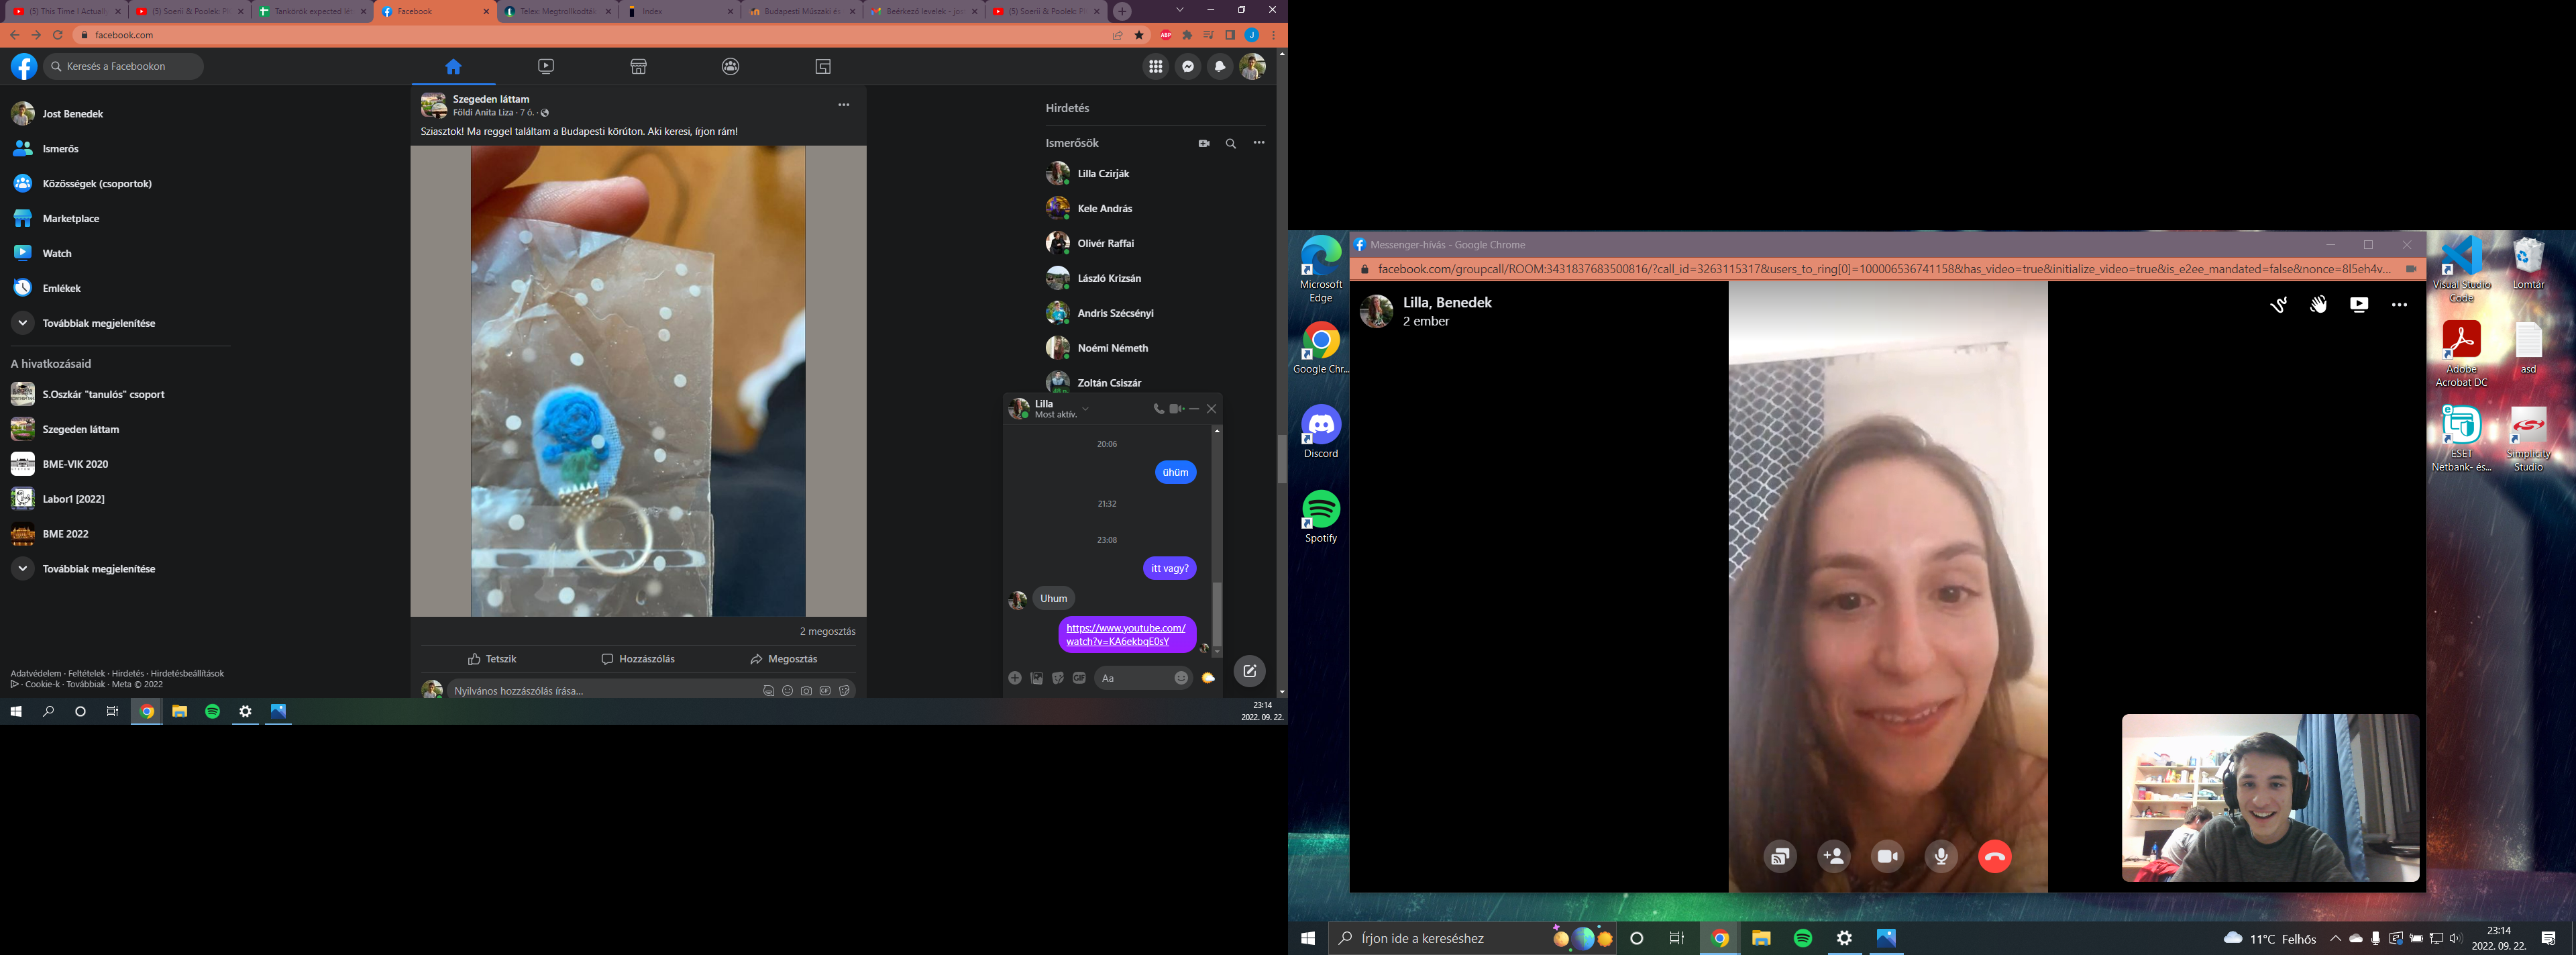 (5) This Time I Actuall
(5) Soerii & Poolek: P
Tankörök expected le
Facebook
Telex: Megtrollkodták
Index
Budapesti Műszaki és
Beérkező levelek - jo
(5) Soerii & Poolek: P
facebook.com
ABP
J
Keresés a Facebookon
Jost Benedek
Ismerős
Közösségek (csoportok)
Marketplace
Watch
Emlékek
Továbbiak megjelenítése
A hivatkozásaid
S.Oszkár "tanulós" csoport
Szegeden láttam
BME-VIK 2020
Labor1 [2022]
BME 2022
Továbbiak megjelenítése
Adatvédelem · Feltételek · Hirdetés · Hirdetésbeállítások
· Cookie-k · Továbbiak · Meta © 2022
Szegeden láttam
Földi Anita Liza · 7 ó. ·
Sziasztok! Ma reggel találtam a Budapesti körúton. Aki keresi, írjon rám!
2 megosztás
Tetszik
Hozzászólás
Megosztás
Nyilvános hozzászólás írása...
Hirdetés
Ismerősök
Lilla Czirják
Kele András
Olivér Raffai
László Krizsán
Andris Szécsényi
Noémi Németh
Zoltán Csiszár
Lilla
Most aktív.
20:06
ühüm
21:32
23:08
itt vagy?
Uhum
https://www.youtube.com/
watch?v=KA6ekbqE0sY
GIF
Aa
23:14
2022. 09. 22.
Microsoft
Edge
Google Chr...
Discord
Spotify
Messenger-hívás - Google Chrome
facebook.com/groupcall/ROOM:3431837683500816/?call_id=3263115317&users_to_ring[0]=100006536741158&has_video=true&initialize_video=true&is_e2ee_mandated=false&nonce=8l5eh4v...
Lilla, Benedek
2 ember
Visual Studio
Code
Lomtár
Adobe
Acrobat DC
asd
ESET
Netbank- és...
Simplicity
Studio
Írjon ide a kereséshez
11°C Felhős
23:14
2022. 09. 22.